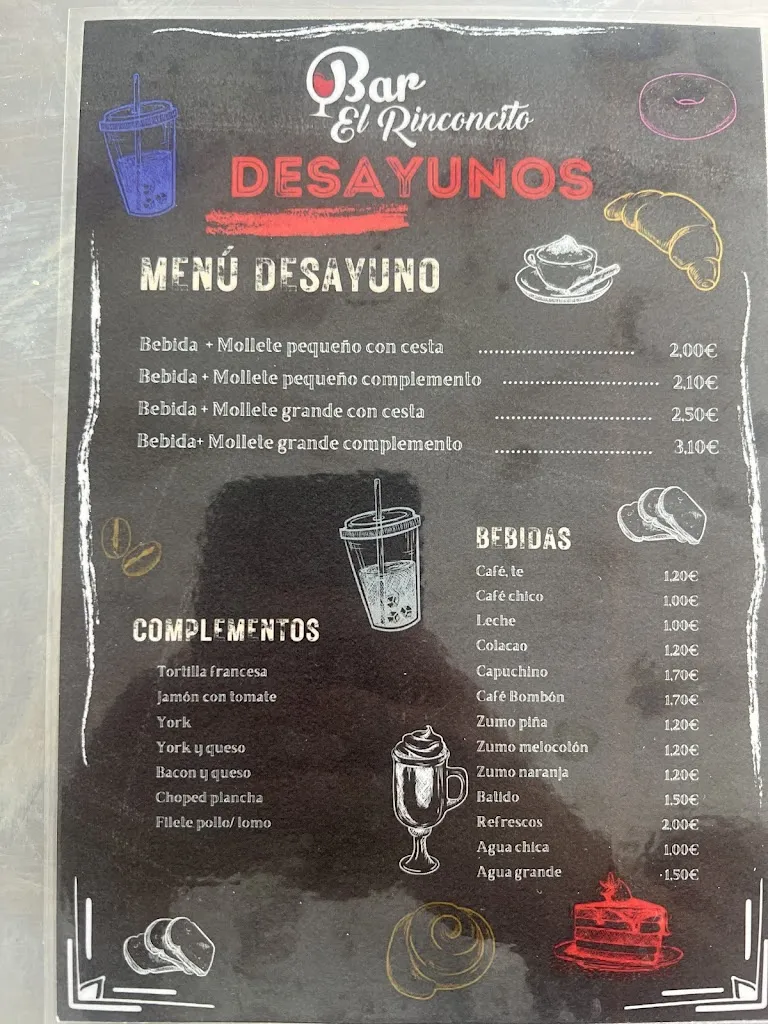 Bar
El Rinconcito
DESAYUNOS
MENÚ DESAYUNO
Bebida + Mollete pequeño con cesta ........................ 2,00€
Bebida + Mollete pequeño complemento ........................ 2,10€
Bebida + Mollete grande con cesta ........................ 2,50€
Bebida+ Mollete grande complemento ........................ 3,10€
COMPLEMENTOS
Tortilla francesa
Jamón con tomate
York
York y queso
Bacon y queso
Choped plancha
Filete pollo/ lomo
BEBIDAS
Café, te 1,20€
Café chico 1,00€
Leche 1,00€
Colacao 1,20€
Capuchino 1,70€
Café Bombón 1,70€
Zumo piña 1,20€
Zumo melocotón 1,20€
Zumo naranja 1,20€
Batido 1,50€
Refrescos 2,00€
Agua chica 1,00€
Agua grande 1,50€